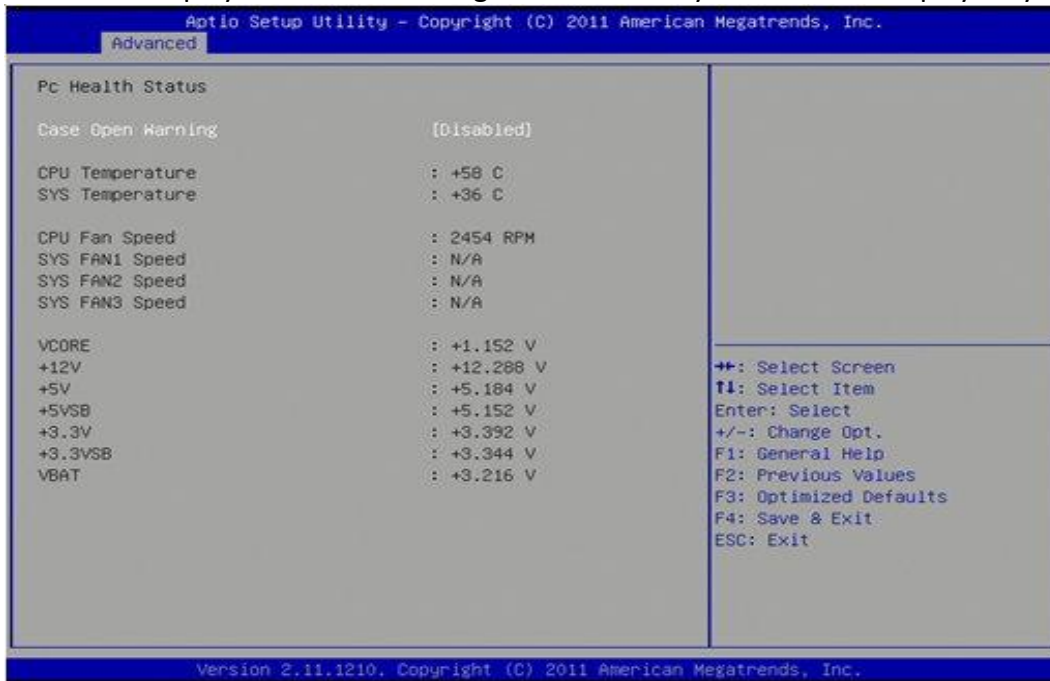 Aptio Setup Utility – Copyright (C) 2011 American Megatrends, Inc.
Advanced
Pc Health Status
Case Open Warning [Disabled]
CPU Temperature : +58 C
SYS Temperature : +36 C
CPU Fan Speed : 2454 RPM
SYS FAN1 Speed : N/A
SYS FAN2 Speed : N/A
SYS FAN3 Speed : N/A
VCORE : +1.152 V
+12V : +12.288 V
+5V : +5.184 V
+5VSB : +5.152 V
+3.3V : +3.392 V
+3.3VSB : +3.344 V
VBAT : +3.216 V
→←: Select Screen
↑↓: Select Item
Enter: Select
+/-: Change Opt.
F1: General Help
F2: Previous Values
F3: Optimized Defaults
F4: Save & Exit
ESC: Exit
Version 2.11.1210. Copyright (C) 2011 American Megatrends, Inc.